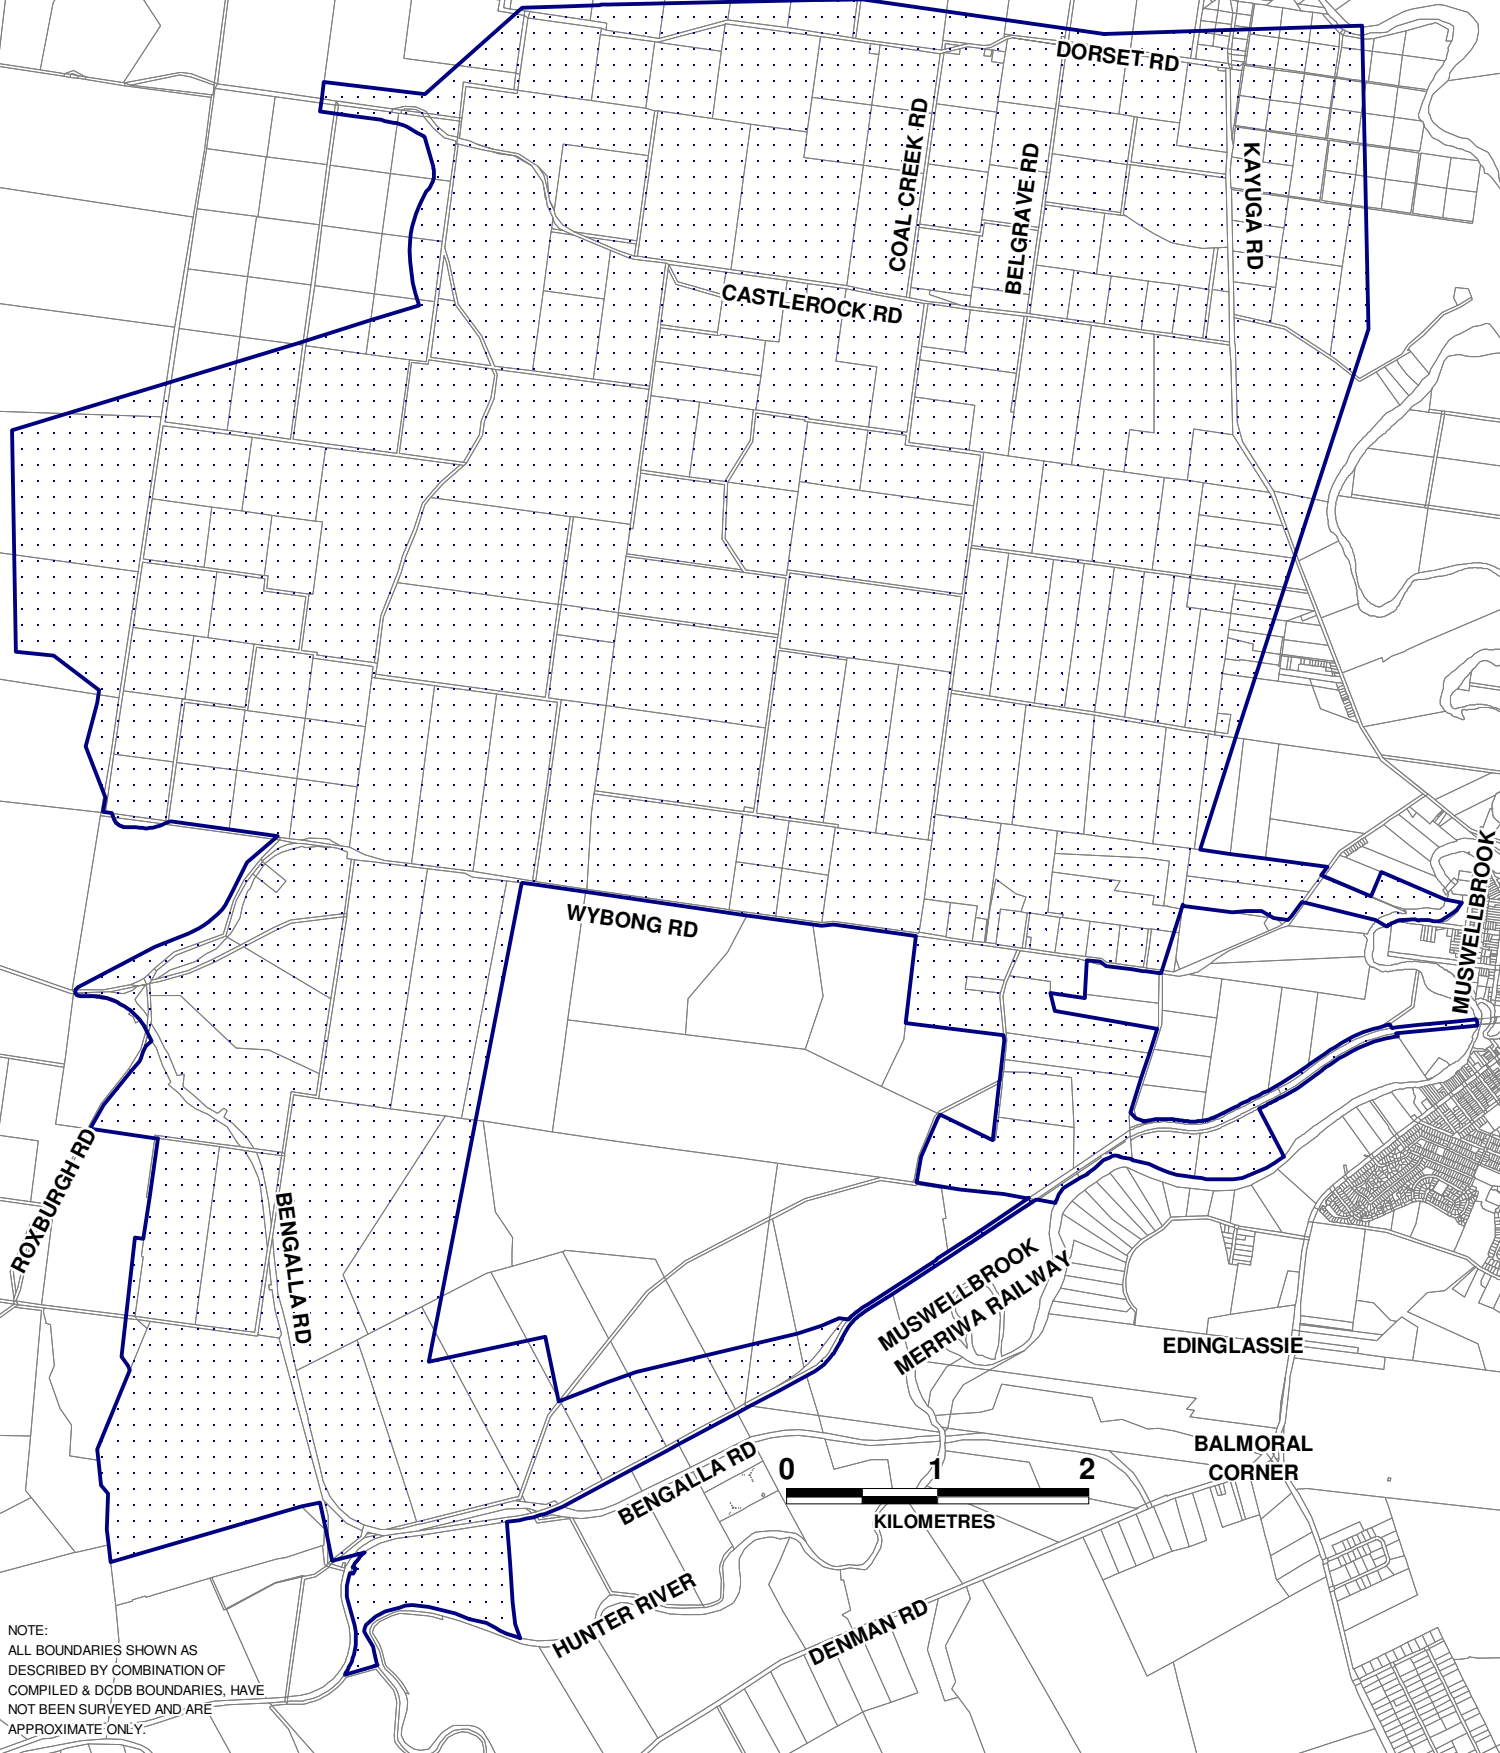 DORSET RD
COAL CREEK RD
BELGRAVE RD
KAYUGA RD
CASTLEROCK RD
WYBONG RD
MUSWELLBROOK
ROXBURGH RD
BENGALLA RD
MUSWELLBROOK
MERRIWA RAILWAY
EDINGLASSIE
BALMORAL
CORNER
BENGALLA RD
0 1 2
KILOMETRES
HUNTER RIVER
DENMAN RD
NOTE:
ALL BOUNDARIES SHOWN AS
DESCRIBED BY COMBINATION OF
COMPILED & DCDB BOUNDARIES, HAVE
NOT BEEN SURVEYED AND ARE
APPROXIMATE ONLY.